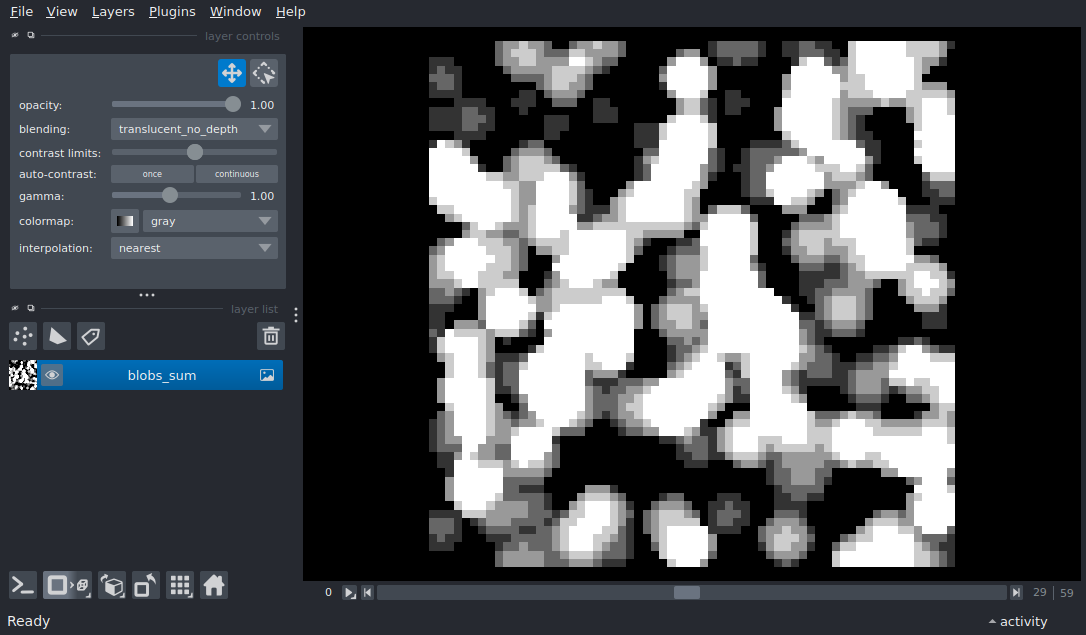 File View Layers Plugins Window Help
layer controls
opacity: 1.00
blending: translucent_no_depth
contrast limits:
auto-contrast: once continuous
gamma: 1.00
colormap: gray
interpolation: nearest
layer list
blobs_sum
0 29 59
Ready activity